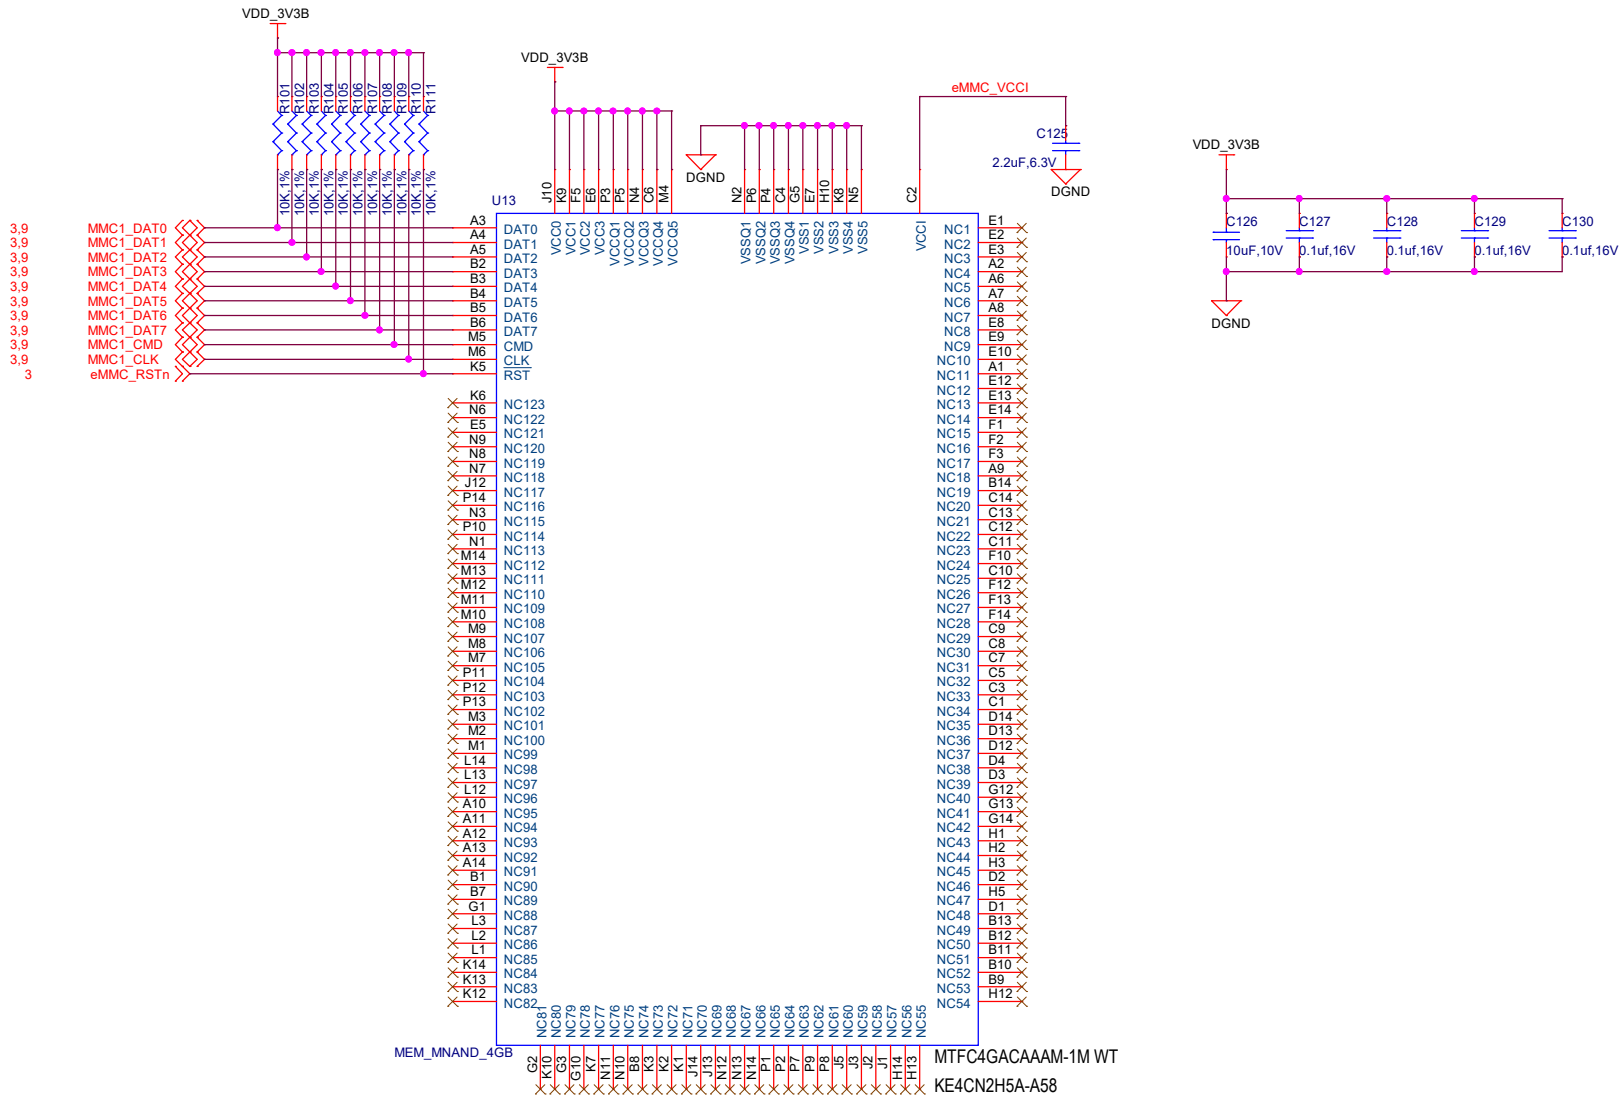 VDD_3V3B
R101
R102
R103
R104
R105
R106
R107
R108
R109
R110
R111
10K,1%
10K,1%
10K,1%
10K,1%
10K,1%
10K,1%
10K,1%
10K,1%
10K,1%
10K,1%
10K,1%
VDD_3V3B
DGND
eMMC_VCCI
C125
2.2uF,6.3V
DGND
VDD_3V3B
C126
10uF,10V
C127
0.1uf,16V
C128
0.1uf,16V
C129
0.1uf,16V
C130
0.1uf,16V
DGND
U13
J10 VCC0
K9 VCC1
F5 VCC2
E6 VCC3
P3 VCCQ1
P5 VCCQ2
N4 VCCQ3
C6 VCCQ4
M4 VCCQ5
N2 VSSQ1
P6 VSSQ2
P4 VSSQ3
C4 VSSQ4
G5 VSS1
E7 VSS2
H10 VSS3
K8 VSS4
N5 VSS5
C2 VCCI
3,9 MMC1_DAT0 A3 DAT0
3,9 MMC1_DAT1 A4 DAT1
3,9 MMC1_DAT2 A5 DAT2
3,9 MMC1_DAT3 B2 DAT3
3,9 MMC1_DAT4 B3 DAT4
3,9 MMC1_DAT5 B4 DAT5
3,9 MMC1_DAT6 B5 DAT6
3,9 MMC1_DAT7 B6 DAT7
3,9 MMC1_CMD M5 CMD
3,9 MMC1_CLK M6 CLK
3 eMMC_RSTn K5 RST
K6 NC123
N6 NC122
E5 NC121
N9 NC120
N8 NC119
N7 NC118
J12 NC117
P14 NC116
N3 NC115
P10 NC114
N1 NC113
M14 NC112
M13 NC111
M12 NC110
M11 NC109
M10 NC108
M9 NC107
M8 NC106
M7 NC105
P11 NC104
P12 NC103
P13 NC102
M3 NC101
M2 NC100
M1 NC99
L14 NC98
L13 NC97
L12 NC96
A10 NC95
A11 NC94
A12 NC93
A13 NC92
A14 NC91
B1 NC90
B7 NC89
G1 NC88
L3 NC87
L2 NC86
L1 NC85
K14 NC84
K13 NC83
K12 NC82
NC1 E1
NC2 E2
NC3 E3
NC4 A2
NC5 A6
NC6 A7
NC7 A8
NC8 E8
NC9 E9
NC10 E10
NC11 A1
NC12 E12
NC13 E13
NC14 E14
NC15 F1
NC16 F2
NC17 F3
NC18 A9
NC19 B14
NC20 C14
NC21 C13
NC22 C12
NC23 C11
NC24 F10
NC25 C10
NC26 F12
NC27 F13
NC28 F14
NC29 C9
NC30 C8
NC31 C7
NC32 C5
NC33 C3
NC34 C1
NC35 D14
NC36 D13
NC37 D12
NC38 D4
NC39 D3
NC40 G12
NC41 G13
NC42 G14
NC43 H1
NC44 H2
NC45 H3
NC46 D2
NC47 H5
NC48 D1
NC49 B13
NC50 B12
NC51 B11
NC52 B10
NC53 B9
NC54 H12
NC81 G2
NC80 K10
NC79 G3
NC78 G10
NC77 K7
NC76 N11
NC75 N10
NC74 B8
NC73 K3
NC72 K2
NC71 K1
NC70 J14
NC69 J13
NC68 N12
NC67 N13
NC66 N14
NC65 P1
NC64 P2
NC63 P7
NC62 P9
NC61 P8
NC60 J5
NC59 J3
NC58 J2
NC57 J1
NC56 H14
NC55 H13
MEM_MNAND_4GB
MTFC4GACAAAM-1M WT
KE4CN2H5A-A58